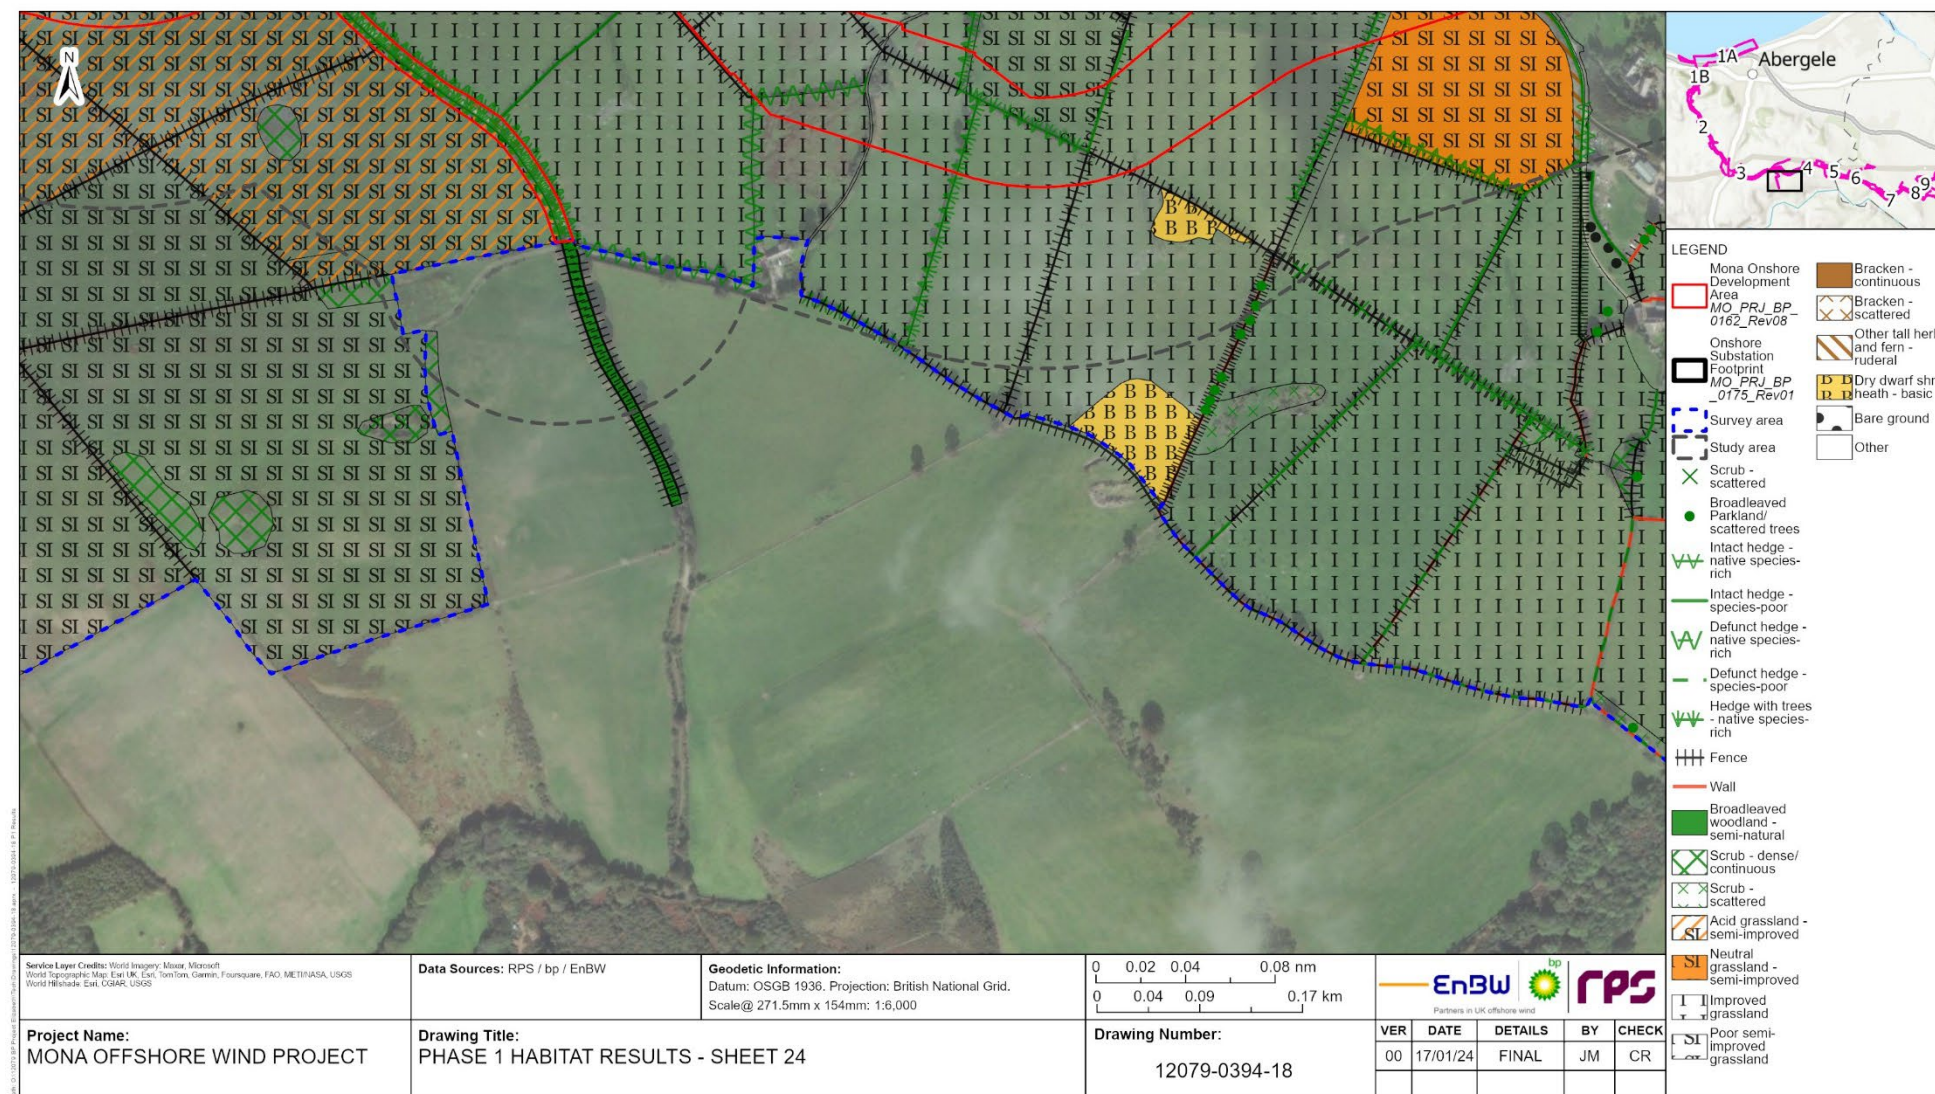 N
Abergele
1A
1B
2
3
4
5
6
7
8
9
LEGEND
Mona Onshore
Development
Area
MO_PRJ_BP_
0162_Rev08
Onshore
Substation
Footprint
MO_PRJ_BP
_0175_Rev01
Survey area
Study area
Scrub -
scattered
Broadleaved
Parkland/
scattered trees
Intact hedge -
native species-
rich
Intact hedge -
species-poor
Defunct hedge -
native species-
rich
Defunct hedge -
species-poor
Hedge with trees
- native species-
rich
Fence
Wall
Broadleaved
woodland -
semi-natural
Scrub - dense/
continuous
Scrub -
scattered
Acid grassland -
semi-improved
Neutral
grassland -
semi-improved
Improved
grassland
Poor semi-
improved
grassland
Bracken -
continuous
Bracken -
scattered
Other tall her
and fern -
ruderal
Dry dwarf shr
heath - basic
Bare ground
Other
Service Layer Credits: World Imagery: Maxar, Microsoft
World Topographic Map: Esri UK, Esri, TomTom, Garmin, Foursquare, FAO, METI/NASA, USGS
World Hillshade: Esri, CGIAR, USGS
Data Sources: RPS / bp / EnBW
Geodetic Information:
Datum: OSGB 1936. Projection: British National Grid.
Scale@ 271.5mm x 154mm: 1:6,000
0 0.02 0.04 0.08 nm
0 0.04 0.09 0.17 km
EnBW
Partners in UK offshore wind
bp
rps
Project Name:
MONA OFFSHORE WIND PROJECT
Drawing Title:
PHASE 1 HABITAT RESULTS - SHEET 24
Drawing Number:
12079-0394-18
VER DATE DETAILS BY CHECK
00 17/01/24 FINAL JM CR